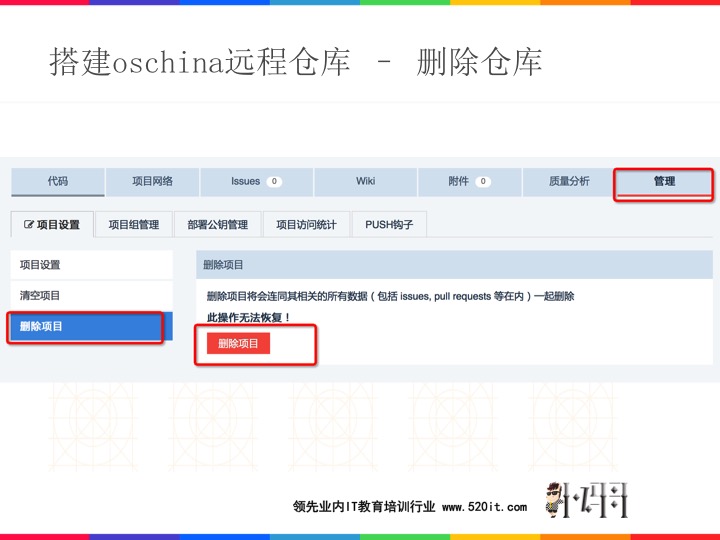 搭建oschina远程仓库 - 删除仓库
代码 项目网络 Issues 0 Wiki 附件 0 质量分析 管理
项目设置 项目组管理 部署公钥管理 项目访问统计 PUSH钩子
项目设置
清空项目
删除项目
删除项目
删除项目将会连同其相关的所有数据（包括 issues, pull requests 等在内）一起删除
此操作无法恢复！
删除项目
领先业内IT教育培训行业 www.520it.com
小码哥